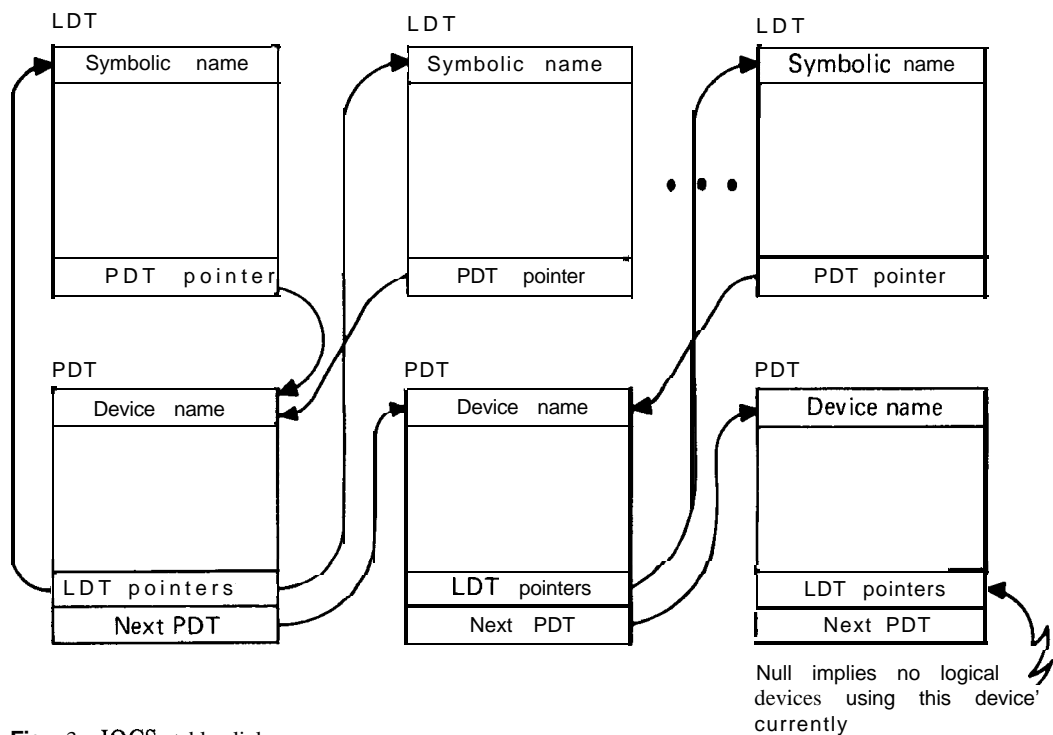 LDT
LDT
LDT
Symbolic name
Symbolic name
Symbolic name
PDT pointer
PDT pointer
PDT pointer
PDT
PDT
PDT
Device name
Device name
Device name
LDT pointers
LDT pointers
LDT pointers
Next PDT
Next PDT
Next PDT
Null implies no logical
devices using this device'
currently